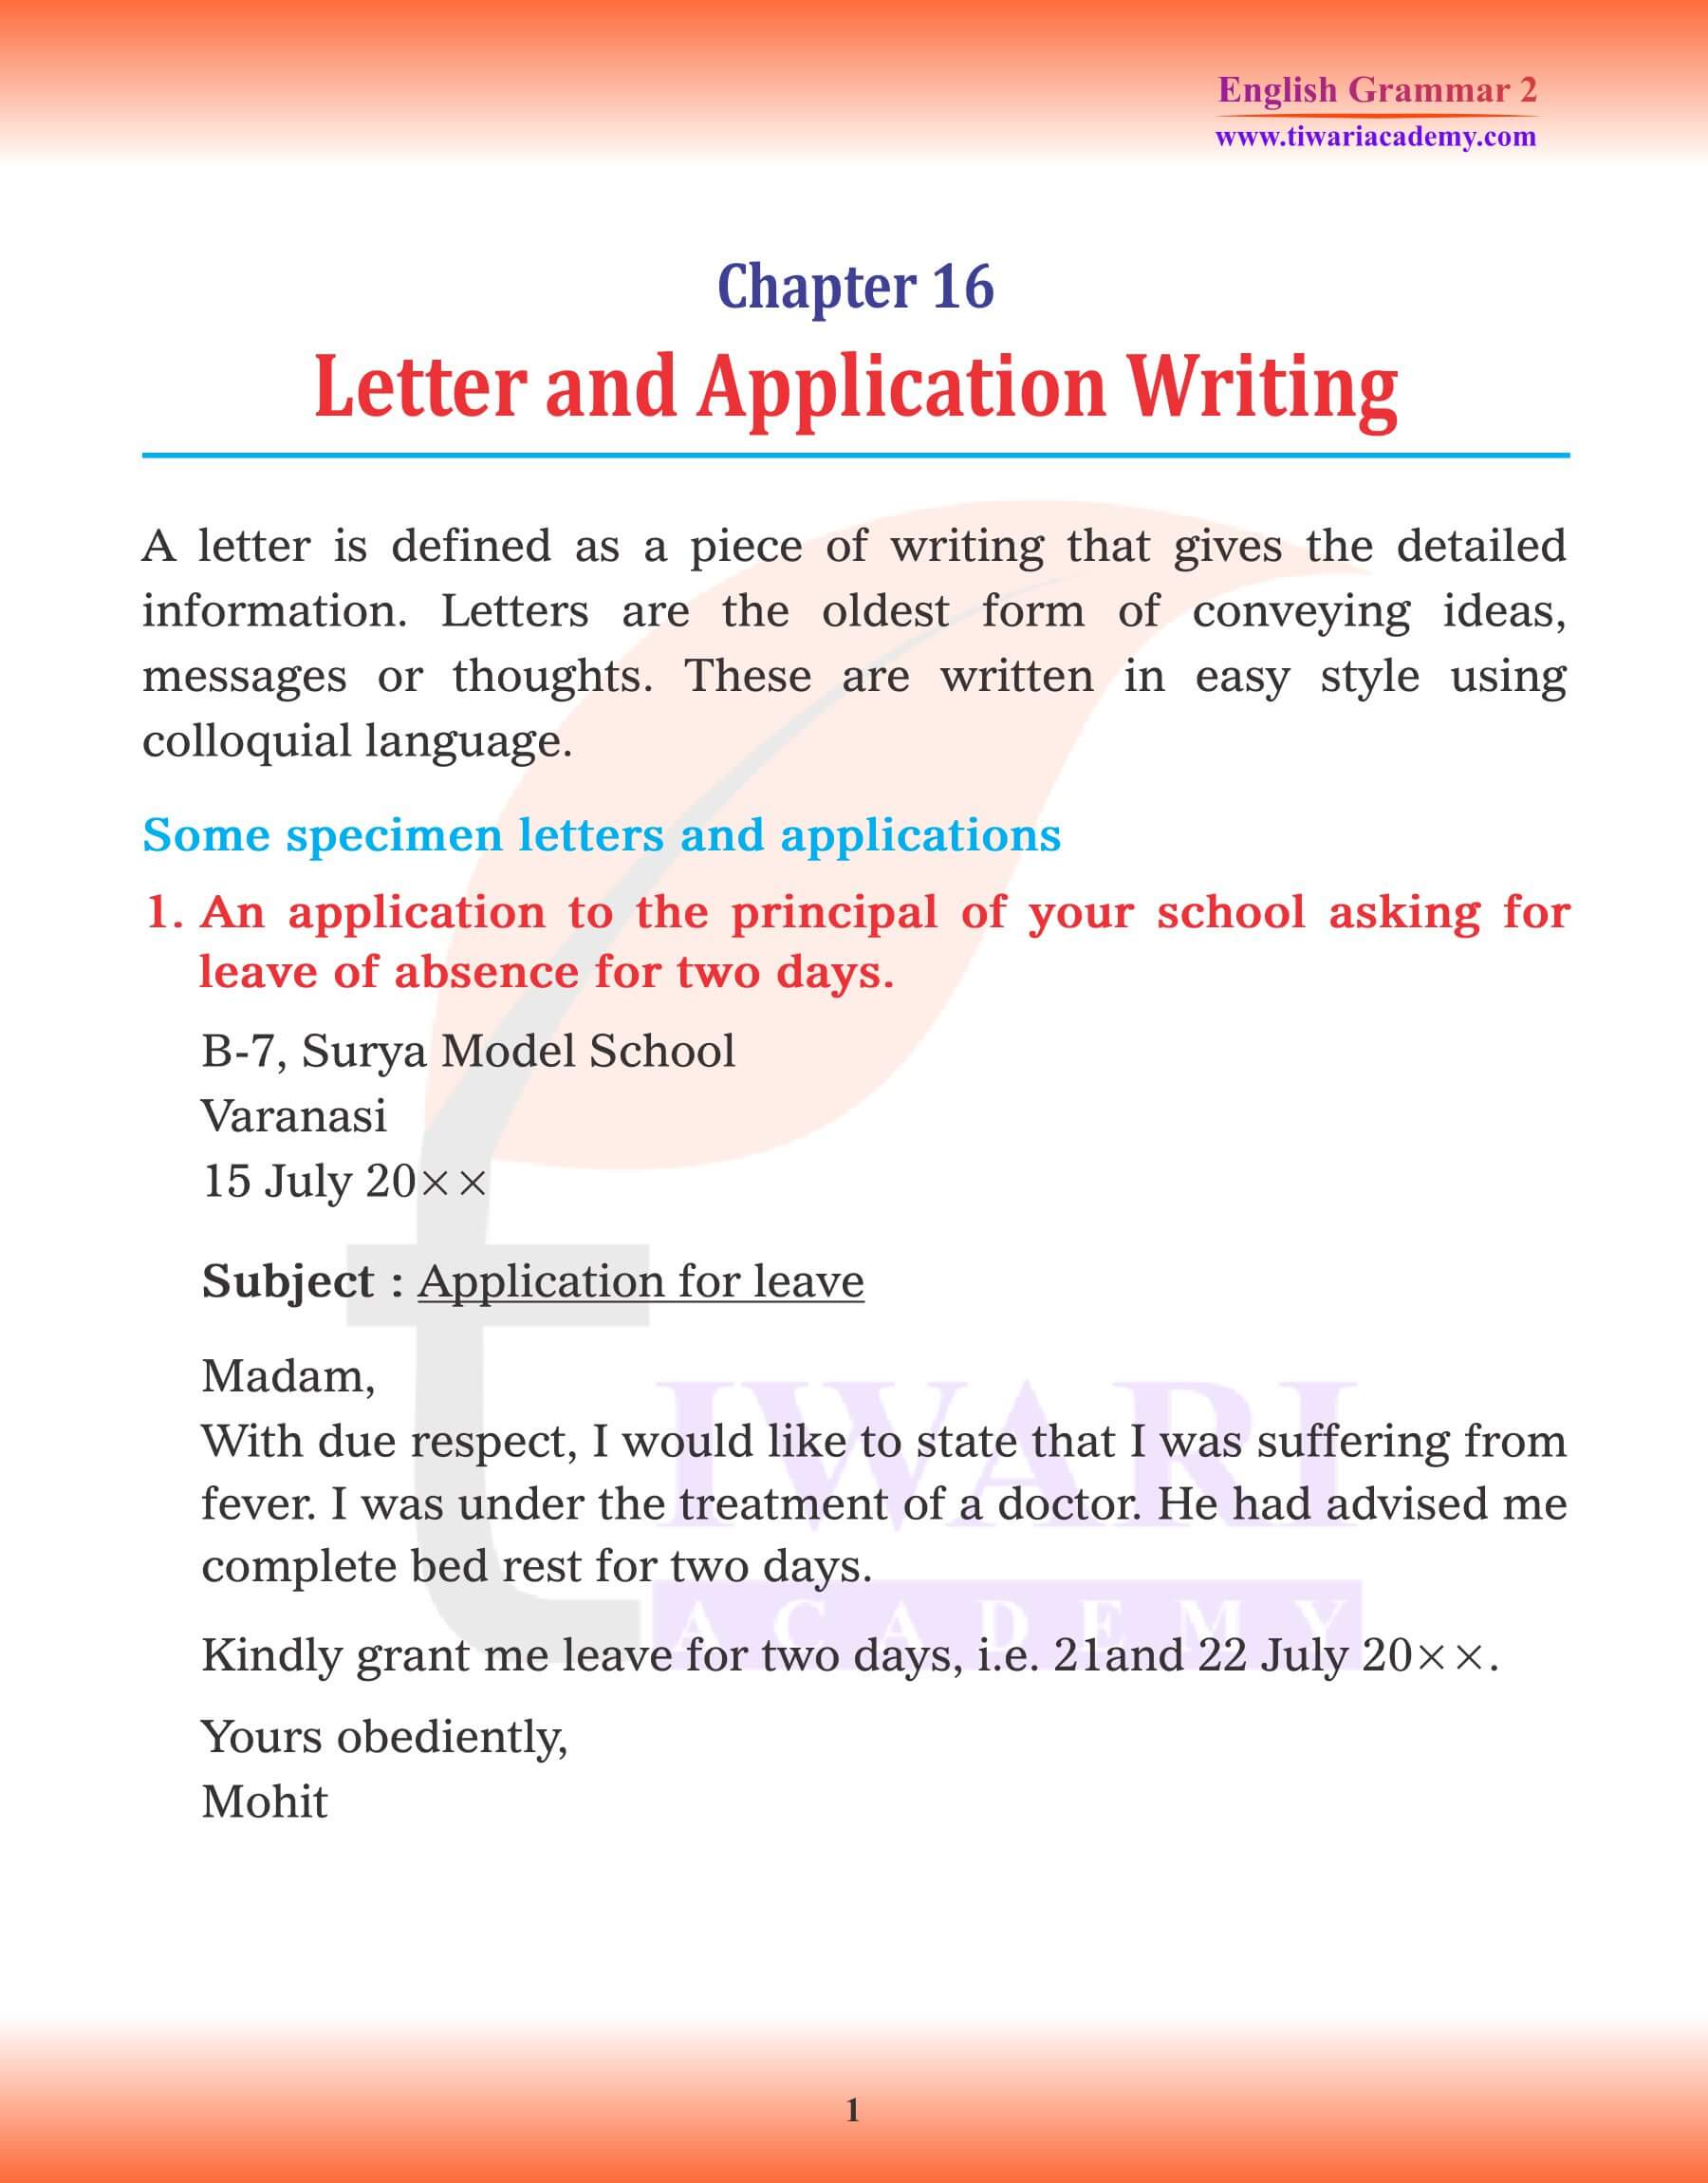 English Grammar 2
www.tiwariacademy.com
Chapter 16
Letter and Application Writing
A letter is defined as a piece of writing that gives the detailed
information. Letters are the oldest form of conveying ideas,
messages or thoughts. These are written in easy style using
colloquial language.
Some specimen letters and applications
1. An application to the principal of your school asking for
leave of absence for two days.
B-7, Surya Model School
Varanasi
15 July 20××
Subject : Application for leave
Madam,
With due respect, I would like to state that I was suffering from
fever. I was under the treatment of a doctor. He had advised me
complete bed rest for two days.
Kindly grant me leave for two days, i.e. 21and 22 July 20××.
Yours obediently,
Mohit
TIWARI
ACADEMY
1